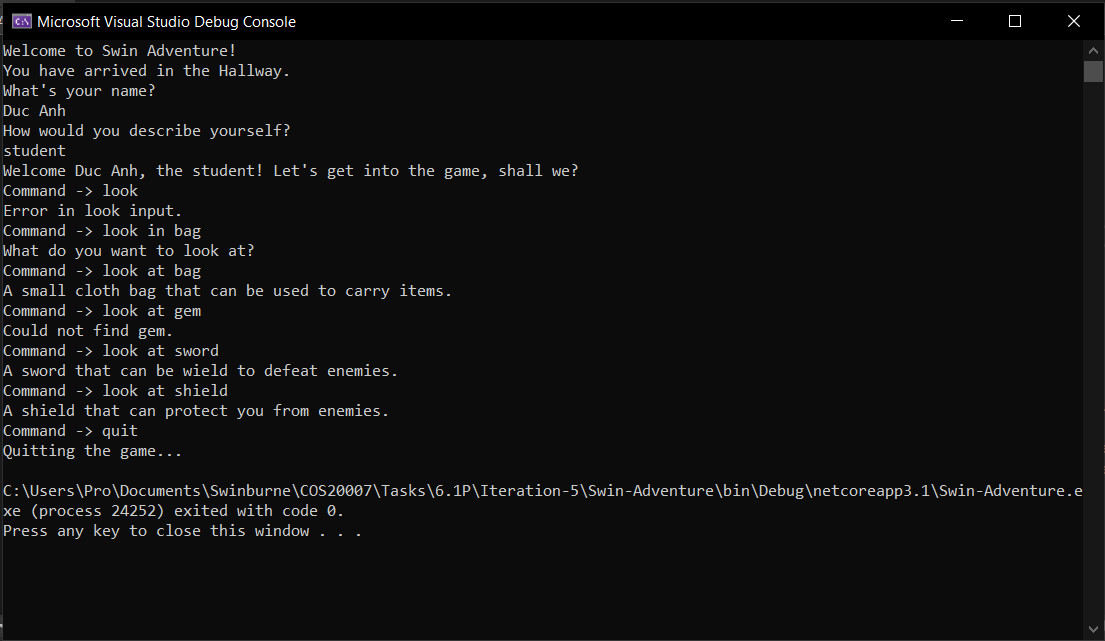 Microsoft Visual Studio Debug Console
Welcome to Swin Adventure!
You have arrived in the Hallway.
What's your name?
Duc Anh
How would you describe yourself?
student
Welcome Duc Anh, the student! Let's get into the game, shall we?
Command -> look
Error in look input.
Command -> look in bag
What do you want to look at?
Command -> look at bag
A small cloth bag that can be used to carry items.
Command -> look at gem
Could not find gem.
Command -> look at sword
A sword that can be wield to defeat enemies.
Command -> look at shield
A shield that can protect you from enemies.
Command -> quit
Quitting the game...
C:\Users\Pro\Documents\Swinburne\COS20007\Tasks\6.1P\Iteration-5\Swin-Adventure\bin\Debug\netcoreapp3.1\Swin-Adventure.e
xe (process 24252) exited with code 0.
Press any key to close this window . . .